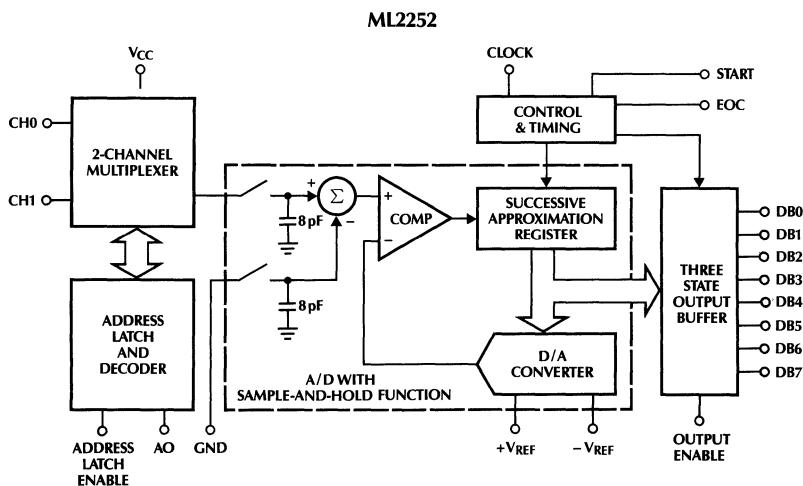 ML2252
VCC
CLOCK
START
EOC
CONTROL
& TIMING
CH0
CH1
2-CHANNEL
MULTIPLEXER
+
Σ
−
8 pF
8 pF
+
COMP
−
SUCCESSIVE
APPROXIMATION
REGISTER
THREE
STATE
OUTPUT
BUFFER
DB0
DB1
DB2
DB3
DB4
DB5
DB6
DB7
ADDRESS
LATCH
AND
DECODER
D/A
CONVERTER
A/D WITH
SAMPLE-AND-HOLD FUNCTION
ADDRESS
LATCH
ENABLE
AO
GND
+VREF
−VREF
OUTPUT
ENABLE